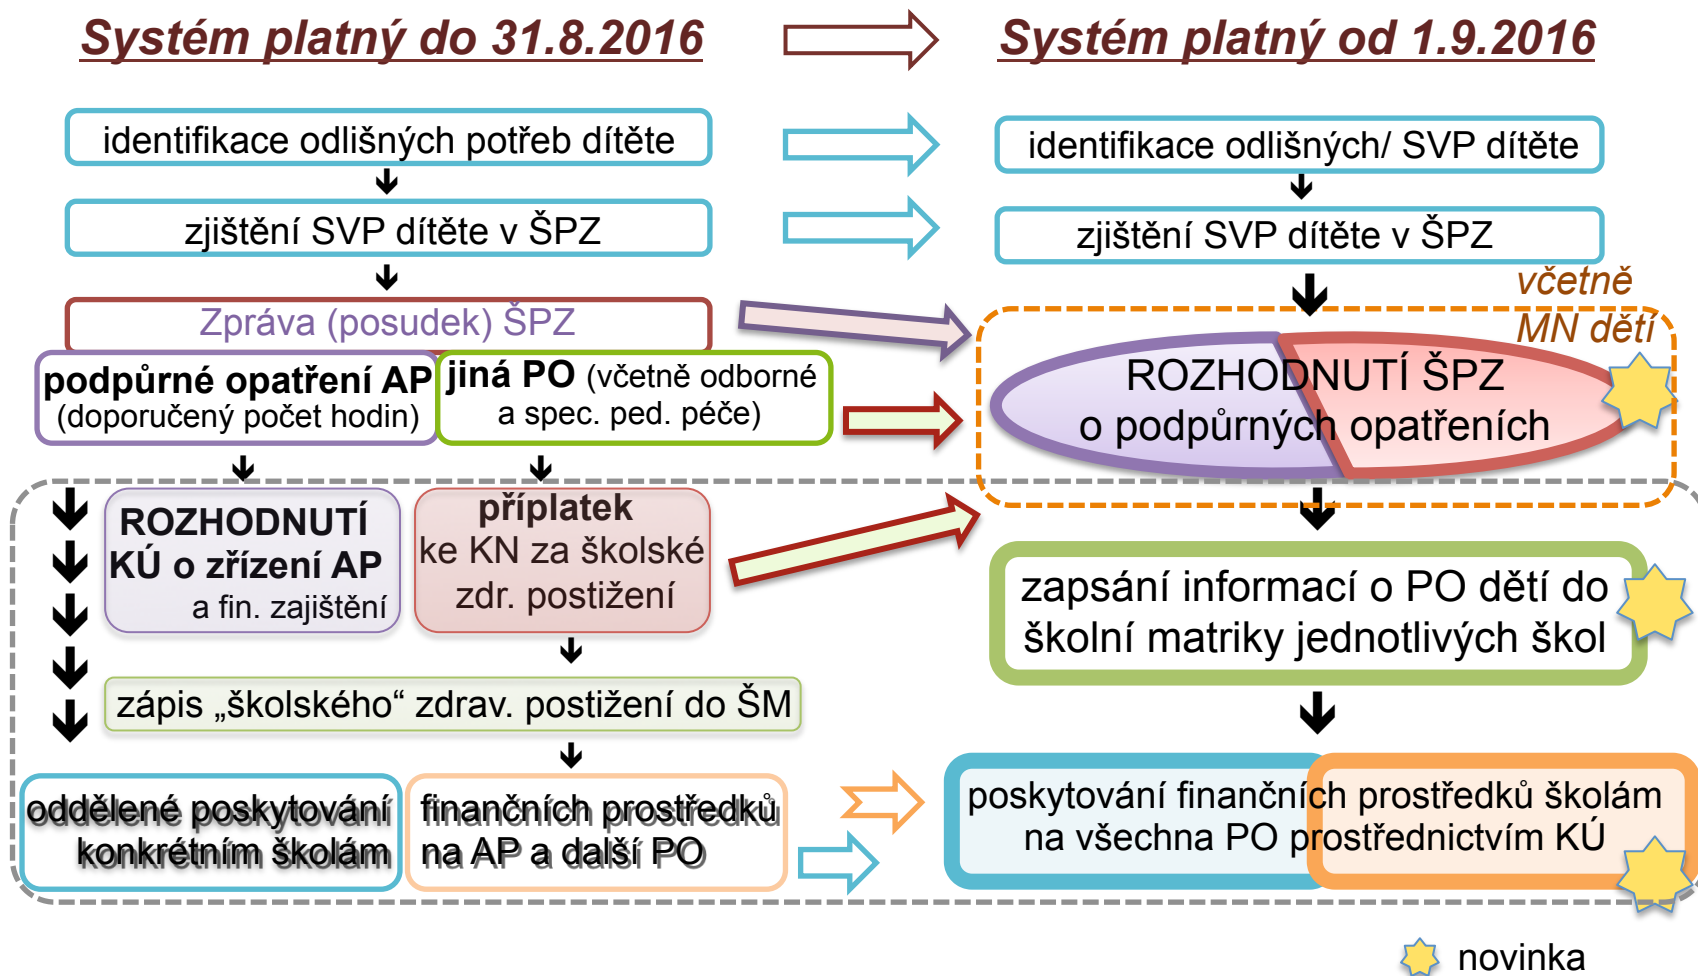 Systém platný do 31.8.2016
identifikace odlišných potřeb dítěte
zjištění SVP dítěte v ŠPZ
Zpráva (posudek) ŠPZ
podpůrné opatření AP
(doporučený počet hodin)
jiná PO (včetně odborné
a spec. ped. péče)
ROZHODNUTÍ
KÚ o zřízení AP
a fin. zajištění
příplatek
ke KN za školské
zdr. postižení
zápis „školského“ zdrav. postižení do ŠM
oddělené poskytování
konkrétním školám
finančních prostředků
na AP a další PO
Systém platný od 1.9.2016
identifikace odlišných/ SVP dítěte
zjištění SVP dítěte v ŠPZ
včetně
MN dětí
ROZHODNUTÍ ŠPZ
o podpůrných opatřeních
zapsání informací o PO dětí do
školní matriky jednotlivých škol
poskytování finančních prostředků školám
na všechna PO prostřednictvím KÚ
novinka